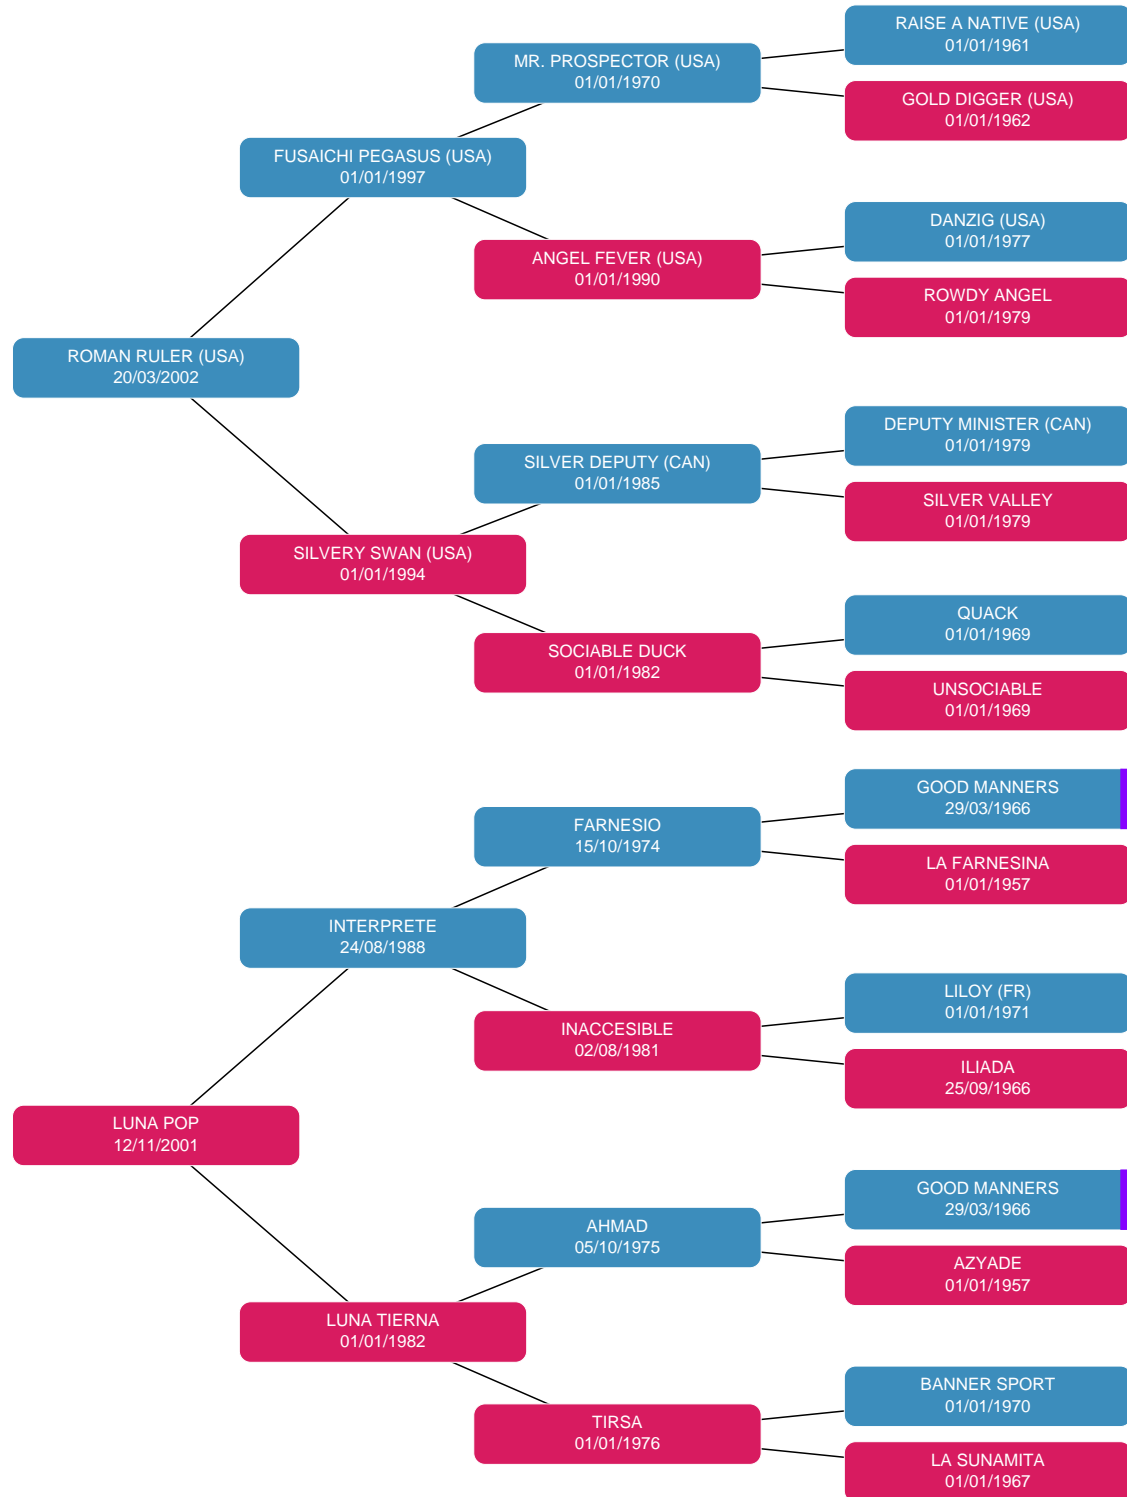 RAISE A NATIVE (USA)
01/01/1961
MR. PROSPECTOR (USA)
01/01/1970
GOLD DIGGER (USA)
01/01/1962
FUSAICHI PEGASUS (USA)
01/01/1997
DANZIG (USA)
01/01/1977
ANGEL FEVER (USA)
01/01/1990
ROWDY ANGEL
01/01/1979
ROMAN RULER (USA)
20/03/2002
DEPUTY MINISTER (CAN)
01/01/1979
SILVER DEPUTY (CAN)
01/01/1985
SILVER VALLEY
01/01/1979
SILVERY SWAN (USA)
01/01/1994
QUACK
01/01/1969
SOCIABLE DUCK
01/01/1982
UNSOCIABLE
01/01/1969
GOOD MANNERS
29/03/1966
FARNESIO
15/10/1974
LA FARNESINA
01/01/1957
INTERPRETE
24/08/1988
LILOY (FR)
01/01/1971
INACCESIBLE
02/08/1981
ILIADA
25/09/1966
LUNA POP
12/11/2001
GOOD MANNERS
29/03/1966
AHMAD
05/10/1975
AZYADE
01/01/1957
LUNA TIERNA
01/01/1982
BANNER SPORT
01/01/1970
TIRSA
01/01/1976
LA SUNAMITA
01/01/1967